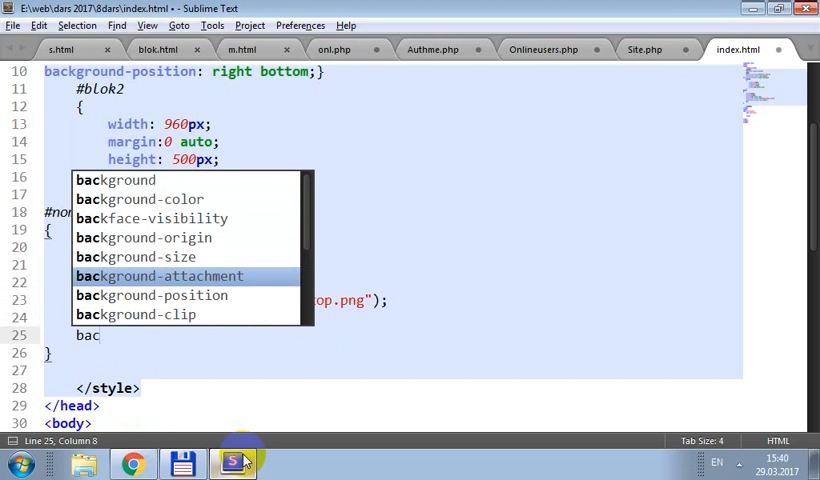 E:\web\dars 2017\8dars\index.html • - Sublime Text
File Edit Selection Find View Goto Tools Project Preferences Help
s.html × blok.html × m.html × onl.php Authme.php Onlineusers.php Site.php index.html
10 background-position: right bottom;}
11 #blok2
12 {
13 width: 960px;
14 margin:0 auto;
15 height: 500px;
16 background
17 background-color
18 backface-visibility
19 { background-origin
20 background-size
21 background-attachment
22 background-position
23 top.png");
24 background-clip
25 bac
26 }
27
28 </style>
29 </head>
30 <body>
Line 25, Column 8 Tab Size: 4 HTML
EN 15:40
29.03.2017